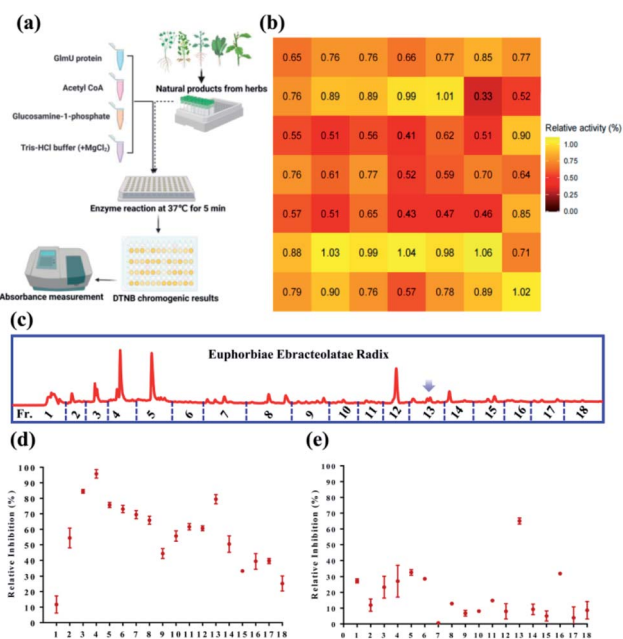 (a)
GlmU protein
Acetyl CoA
Glucosamine-1-phosphate
Tris-HCl buffer (+MgCl2)
Natural products from herbs
Enzyme reaction at 37℃ for 5 min
Absorbance measurement
DTNB chromogenic results
(b)
0.65 0.76 0.76 0.66 0.77 0.85 0.77
0.76 0.89 0.89 0.99 1.01 0.33 0.52
0.55 0.51 0.56 0.41 0.62 0.51 0.90
0.76 0.61 0.77 0.52 0.59 0.70 0.64
0.57 0.51 0.65 0.43 0.47 0.46 0.85
0.88 1.03 0.99 1.04 0.98 1.06 0.71
0.79 0.90 0.76 0.57 0.78 0.89 1.02
Relative activity (%)
1.00
0.75
0.50
0.25
0.00
(c)
Euphorbiae Ebracteolatae Radix
Fr. 1 2 3 4 5 6 7 8 9 10 11 12 13 14 15 16 17 18
(d)
Relative Inhibition (%)
100
90
80
70
60
50
40
30
20
10
0
1 2 3 4 5 6 7 8 9 10 11 12 13 14 15 16 17 18
(e)
Relative Inhibition (%)
100
90
80
70
60
50
40
30
20
10
0
0 1 2 3 4 5 6 7 8 9 10 11 12 13 14 15 16 17 18